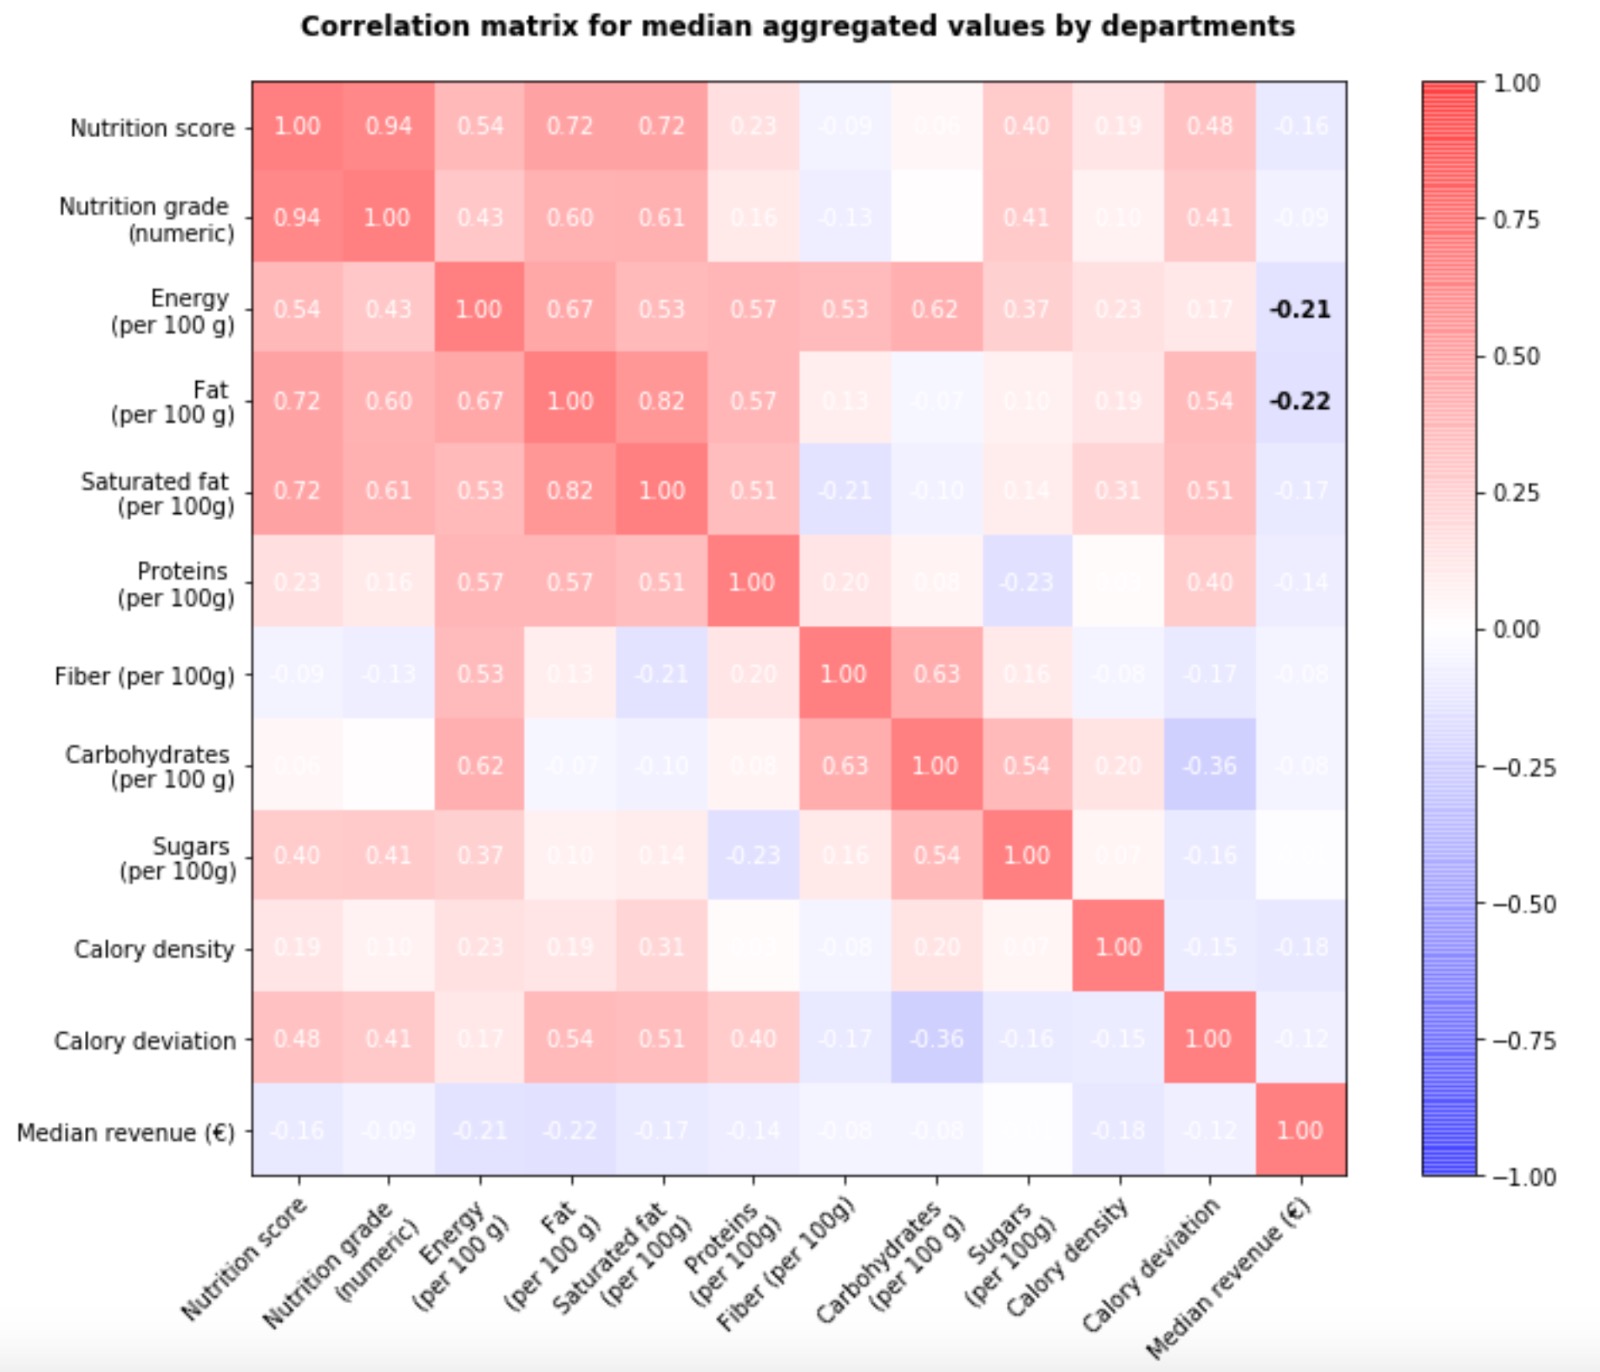 Correlation matrix for median aggregated values by departments
Nutrition score 1.00 0.94 0.54 0.72 0.72 0.23 -0.09 0.06 0.40 0.19 0.48 -0.16
Nutrition grade
(numeric) 0.94 1.00 0.43 0.60 0.61 0.16 -0.13 0.41 0.10 0.41 -0.09
Energy
(per 100 g) 0.54 0.43 1.00 0.67 0.53 0.57 0.53 0.62 0.37 0.23 0.17 -0.21
Fat
(per 100 g) 0.72 0.60 0.67 1.00 0.82 0.57 0.13 -0.07 0.10 0.19 0.54 -0.22
Saturated fat
(per 100g) 0.72 0.61 0.53 0.82 1.00 0.51 -0.21 -0.10 0.14 0.31 0.51 -0.17
Proteins
(per 100g) 0.23 0.16 0.57 0.57 0.51 1.00 0.20 0.08 -0.23 0.40 -0.14
Fiber (per 100g) -0.09 -0.13 0.53 0.13 -0.21 0.20 1.00 0.63 0.16 -0.08 -0.17 -0.08
Carbohydrates
(per 100 g) 0.06 0.62 -0.07 -0.10 0.08 0.63 1.00 0.54 0.20 -0.36 -0.08
Sugars
(per 100g) 0.40 0.41 0.37 0.10 0.14 -0.23 0.16 0.54 1.00 0.07 -0.16
Calory density 0.19 0.10 0.23 0.19 0.31 -0.08 0.20 0.07 1.00 -0.15 -0.18
Calory deviation 0.48 0.41 0.17 0.54 0.51 0.40 -0.17 -0.36 -0.16 -0.15 1.00 -0.12
Median revenue (€) -0.16 -0.09 -0.21 -0.22 -0.17 -0.14 -0.08 -0.08 -0.18 -0.12 1.00
Nutrition score
Nutrition grade
(numeric)
Energy
(per 100 g)
Fat
(per 100 g)
Saturated fat
(per 100g)
Proteins
(per 100g)
Fiber (per 100g)
Carbohydrates
(per 100 g)
Sugars
(per 100g)
Calory density
Calory deviation
Median revenue (€)
1.00
0.75
0.50
0.25
0.00
−0.25
−0.50
−0.75
−1.00